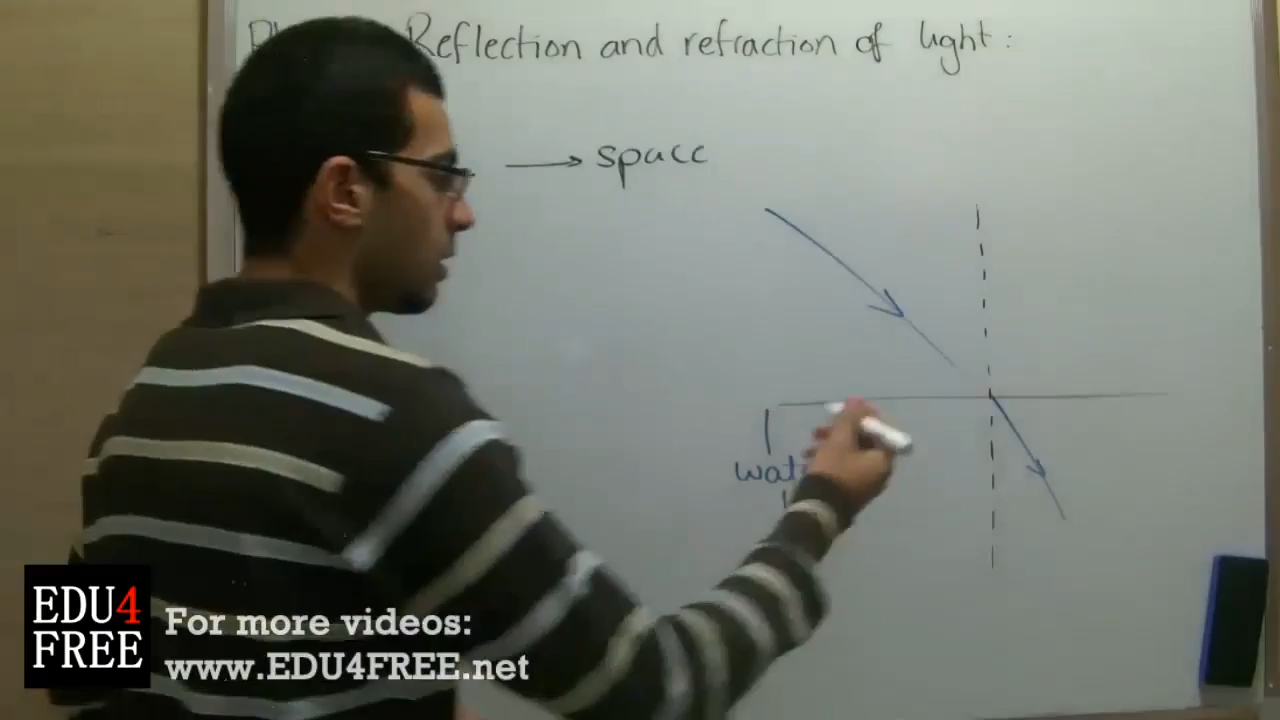 Reflection and refraction of light :
→ space
EDU4
FREE
For more videos:
www.EDU4FREE.net